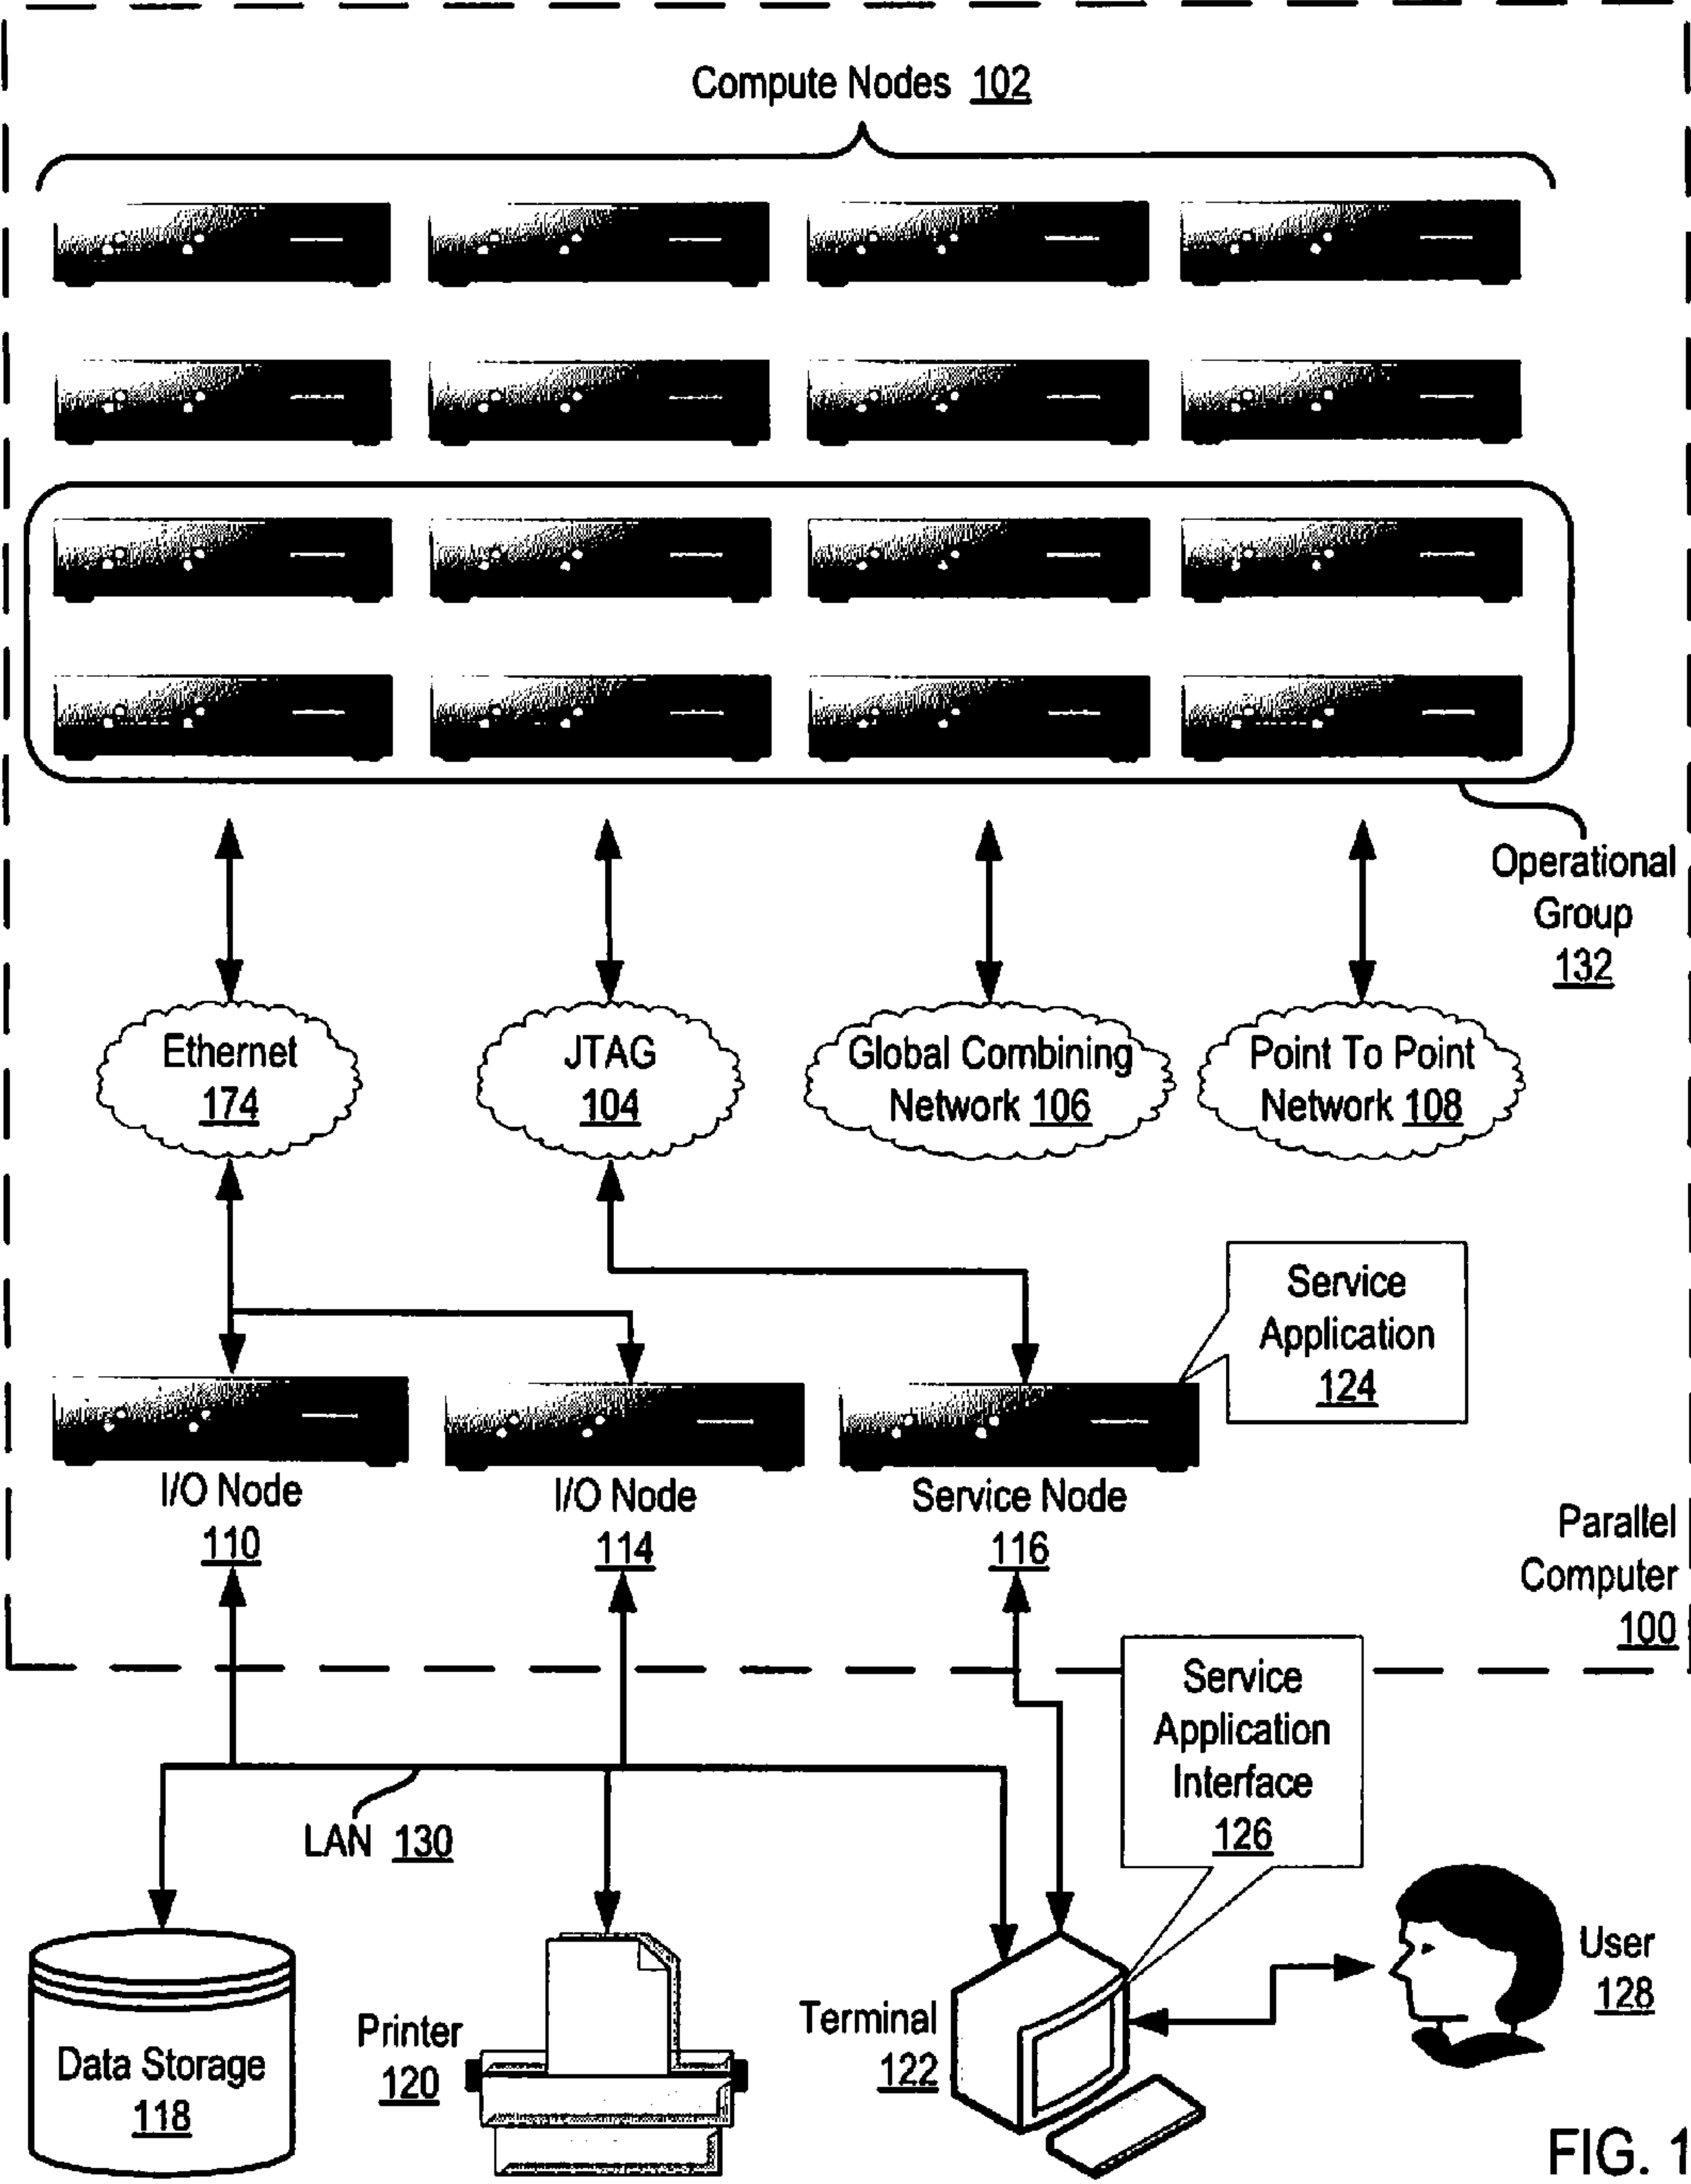 Compute Nodes 102
Operational
Group
132
Ethernet
174
JTAG
104
Global Combining
Network 106
Point To Point
Network 108
Service
Application
124
I/O Node
110
I/O Node
114
Service Node
116
Parallel
Computer
100
Service
Application
Interface
126
LAN 130
Data Storage
118
Printer
120
Terminal
122
User
128
FIG. 1